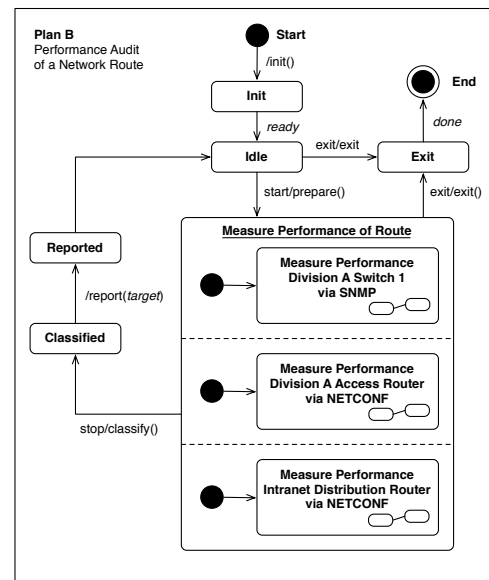 Plan B
Performance Audit
of a Network Route
Start
/init()
Init
End
ready
done
Idle
exit/exit
Exit
start/prepare()
exit/exit()
Measure Performance of Route
Reported
Measure Performance
Division A Switch 1
via SNMP
/report(target)
Classified
Measure Performance
Division A Access Router
via NETCONF
stop/classify()
Measure Performance
Intranet Distribution Router
via NETCONF